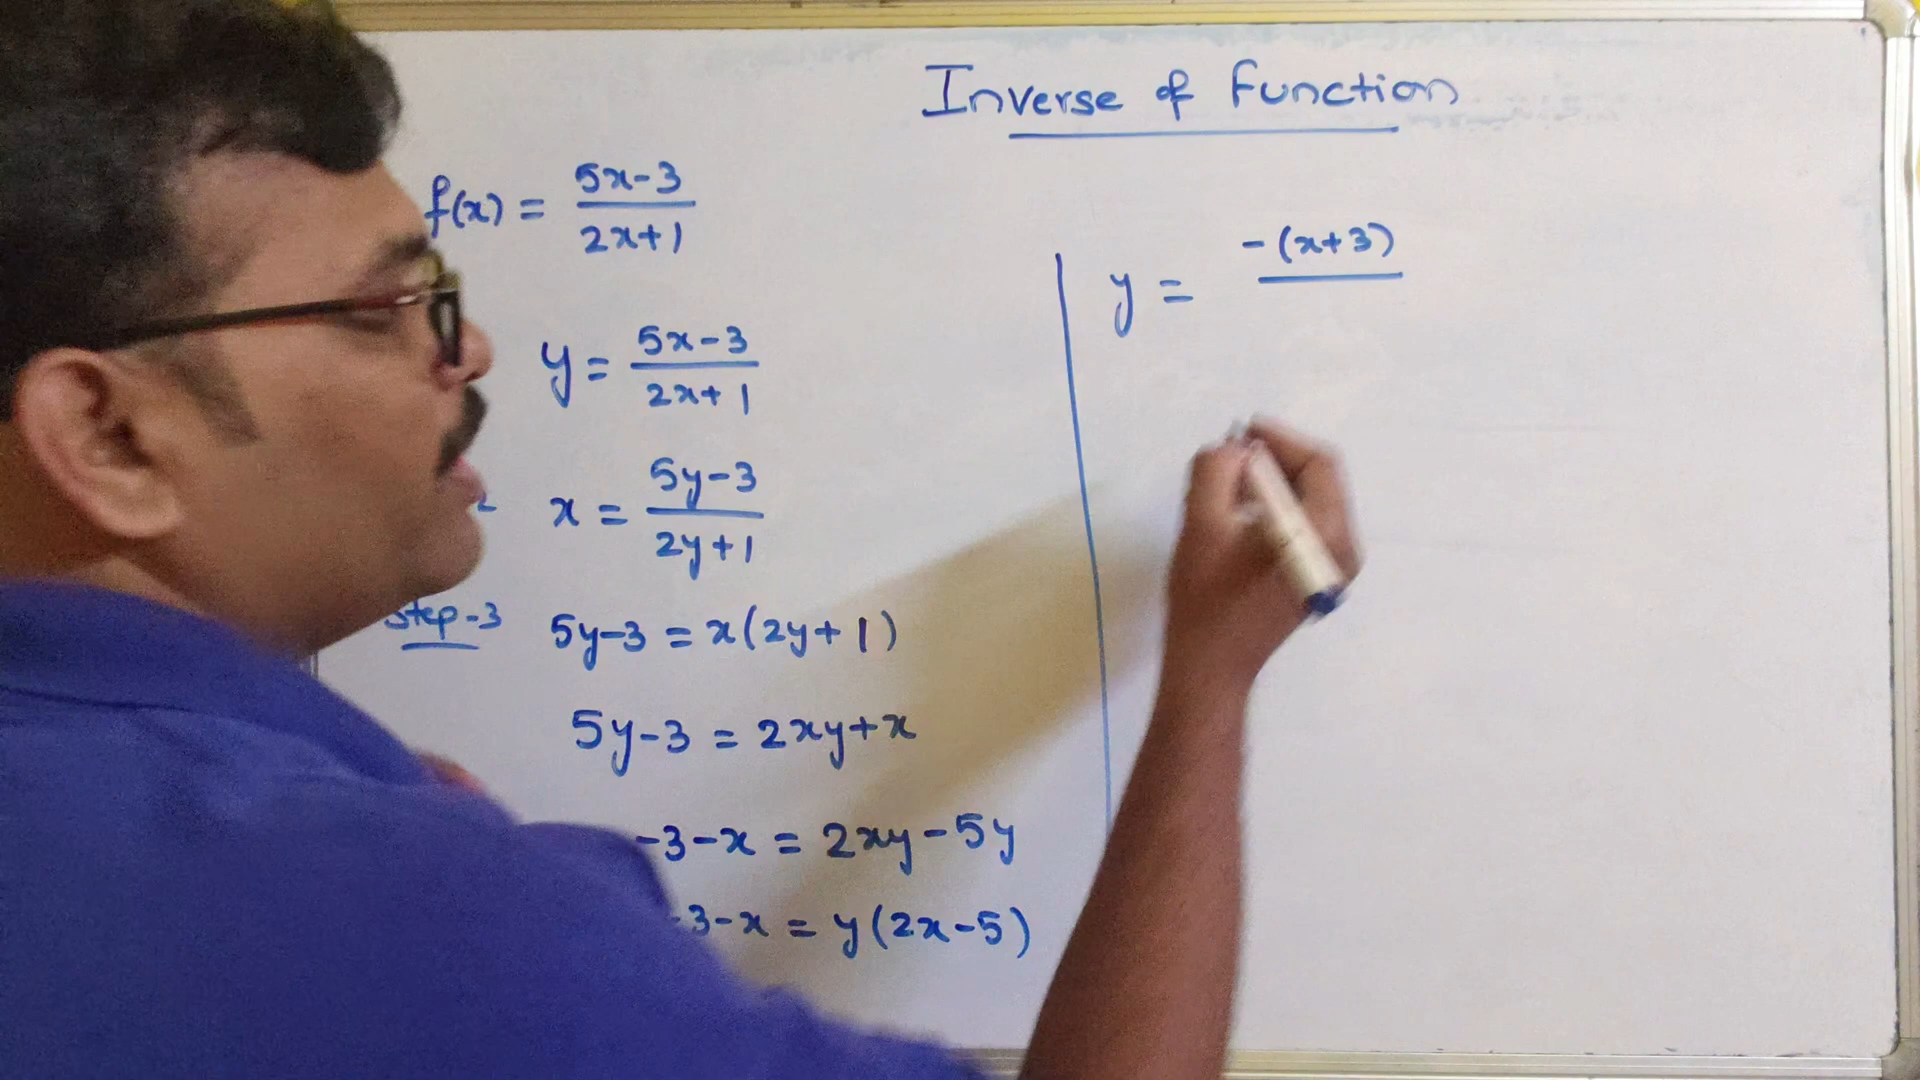 Inverse of Function
f(x) = 5x-3 / 2x+1
y = 5x-3 / 2x+1
2 x = 5y-3 / 2y+1
Step-3 5y-3 = x(2y+1)
5y-3 = 2xy+x
-3-x = 2xy-5y
-3-x = y(2x-5)
y = -(x+3)